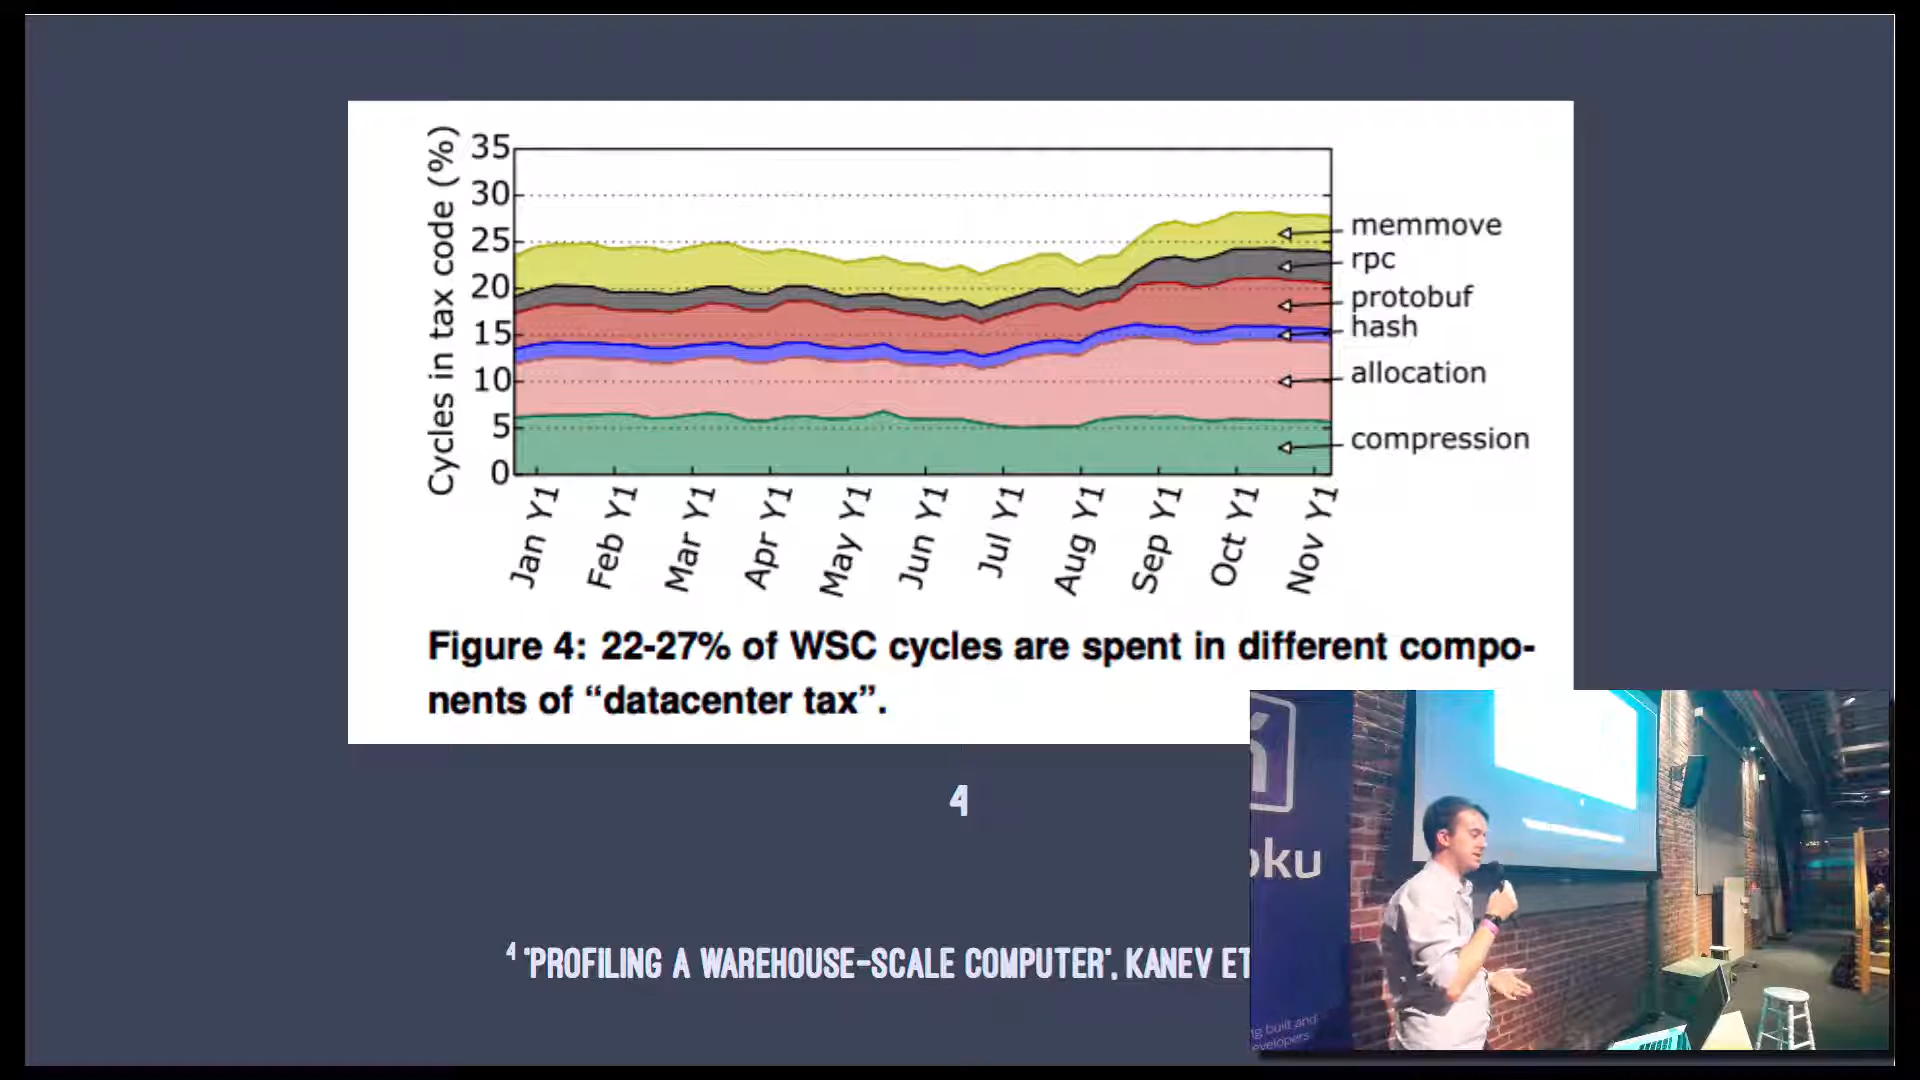 Cycles in tax code (%)
35
30
25
20
15
10
5
0
memmove
rpc
protobuf
hash
allocation
compression
Jan Y1
Feb Y1
Mar Y1
Apr Y1
May Y1
Jun Y1
Jul Y1
Aug Y1
Sep Y1
Oct Y1
Nov Y1
Figure 4: 22-27% of WSC cycles are spent in different compo-
nents of “datacenter tax”.
4
4 "PROFILING A WAREHOUSE-SCALE COMPUTER", KANEV ET
oku
built and